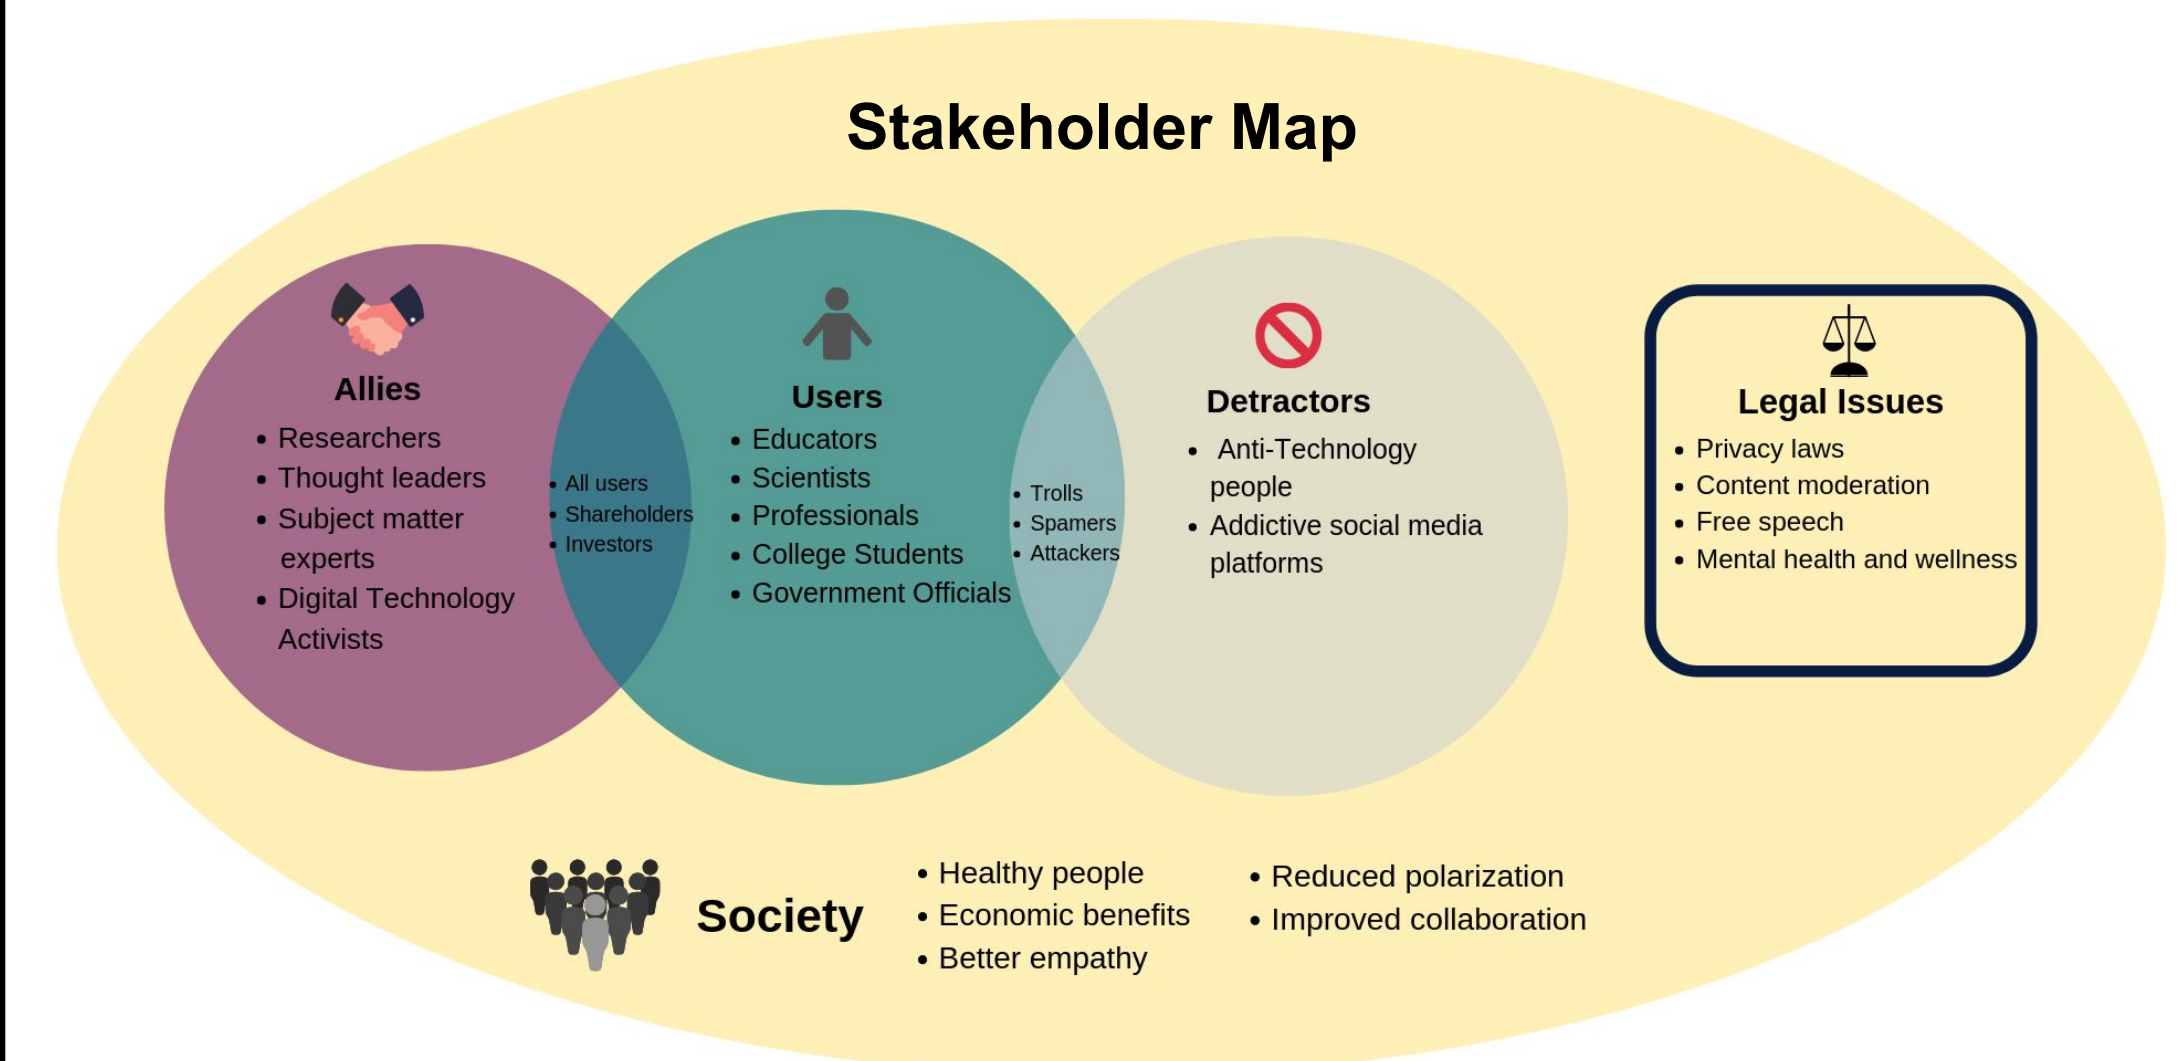 Stakeholder Map
Allies
• Researchers
• Thought leaders
• Subject matter
experts
• Digital Technology
Activists
• All users
• Shareholders
• Investors
Users
• Educators
• Scientists
• Professionals
• College Students
• Government Officials
• Trolls
• Spamers
• Attackers
Detractors
• Anti-Technology
people
• Addictive social media
platforms
Legal Issues
• Privacy laws
• Content moderation
• Free speech
• Mental health and wellness
Society
• Healthy people
• Economic benefits
• Better empathy
• Reduced polarization
• Improved collaboration